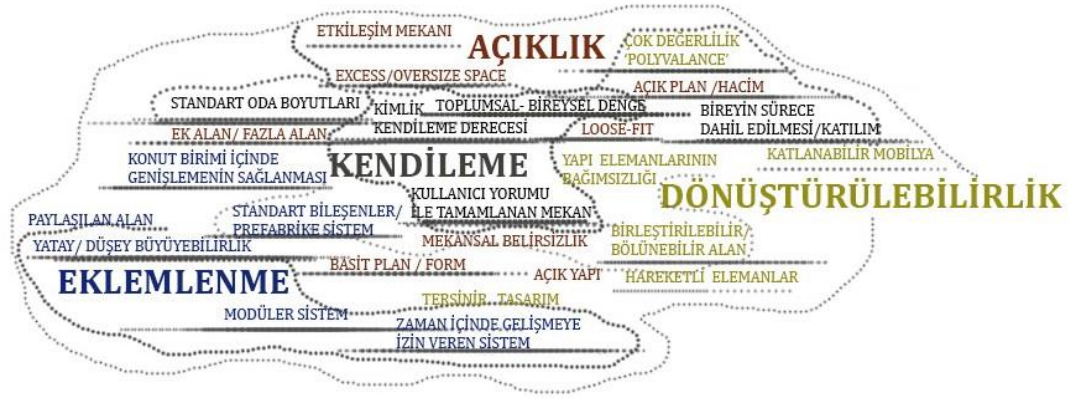 ETKİLEŞİM MEKANI
AÇIKLIK
ÇOK DEĞERLİLİK
'POLYVALANCE'
EXCESS/OVERSIZE SPACE
AÇIK PLAN /HACİM
STANDART ODA BOYUTLARI
KİMLİK
TOPLUMSAL- BİREYSEL DENGE
BİREYİN SÜRECE
DAHİL EDİLMESİ/KATILIM
EK ALAN/ FAZLA ALAN
KENDİLEME DERECESİ
LOOSE-FIT
KONUT BİRİMİ İÇİNDE
GENİŞLEMENİN SAĞLANMASI
KENDİLEME
YAPI ELEMANLARININ
BAĞIMSIZLIĞI
KATLANABİLİR MOBİLYA
DÖNÜŞTÜRÜLEBİLİRLİK
KULLANICI YORUMU
İLE TAMAMLANAN MEKAN
PAYLAŞILAN ALAN
STANDART BİLEŞENLER/
PREFABRİKE SİSTEM
YATAY/ DÜŞEY BÜYÜYEBİLİRLİK
MEKANSAL BELİRSİZLİK
BİRLEŞTİRİLEBİLİR/
BÖLÜNEBİLİR ALAN
EKLEMLENME
BASİT PLAN / FORM
AÇIK YAPI
HAREKETLİ ELEMANLAR
TERSİNİR TASARIM
MODÜLER SİSTEM
ZAMAN İÇİNDE GELİŞMEYE
İZİN VEREN SİSTEM